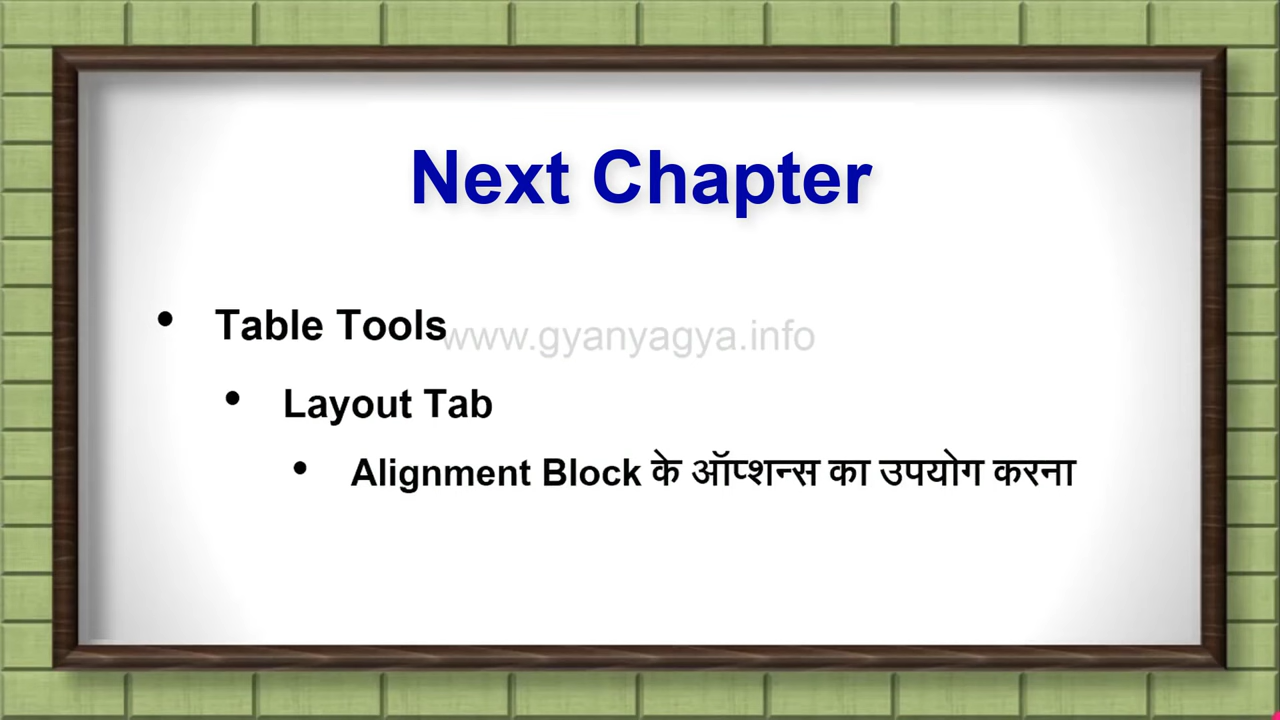 Next Chapter
• Table Tools
www.gyanyagya.info
• Layout Tab
• Alignment Block के ऑप्शन्स का उपयोग करना